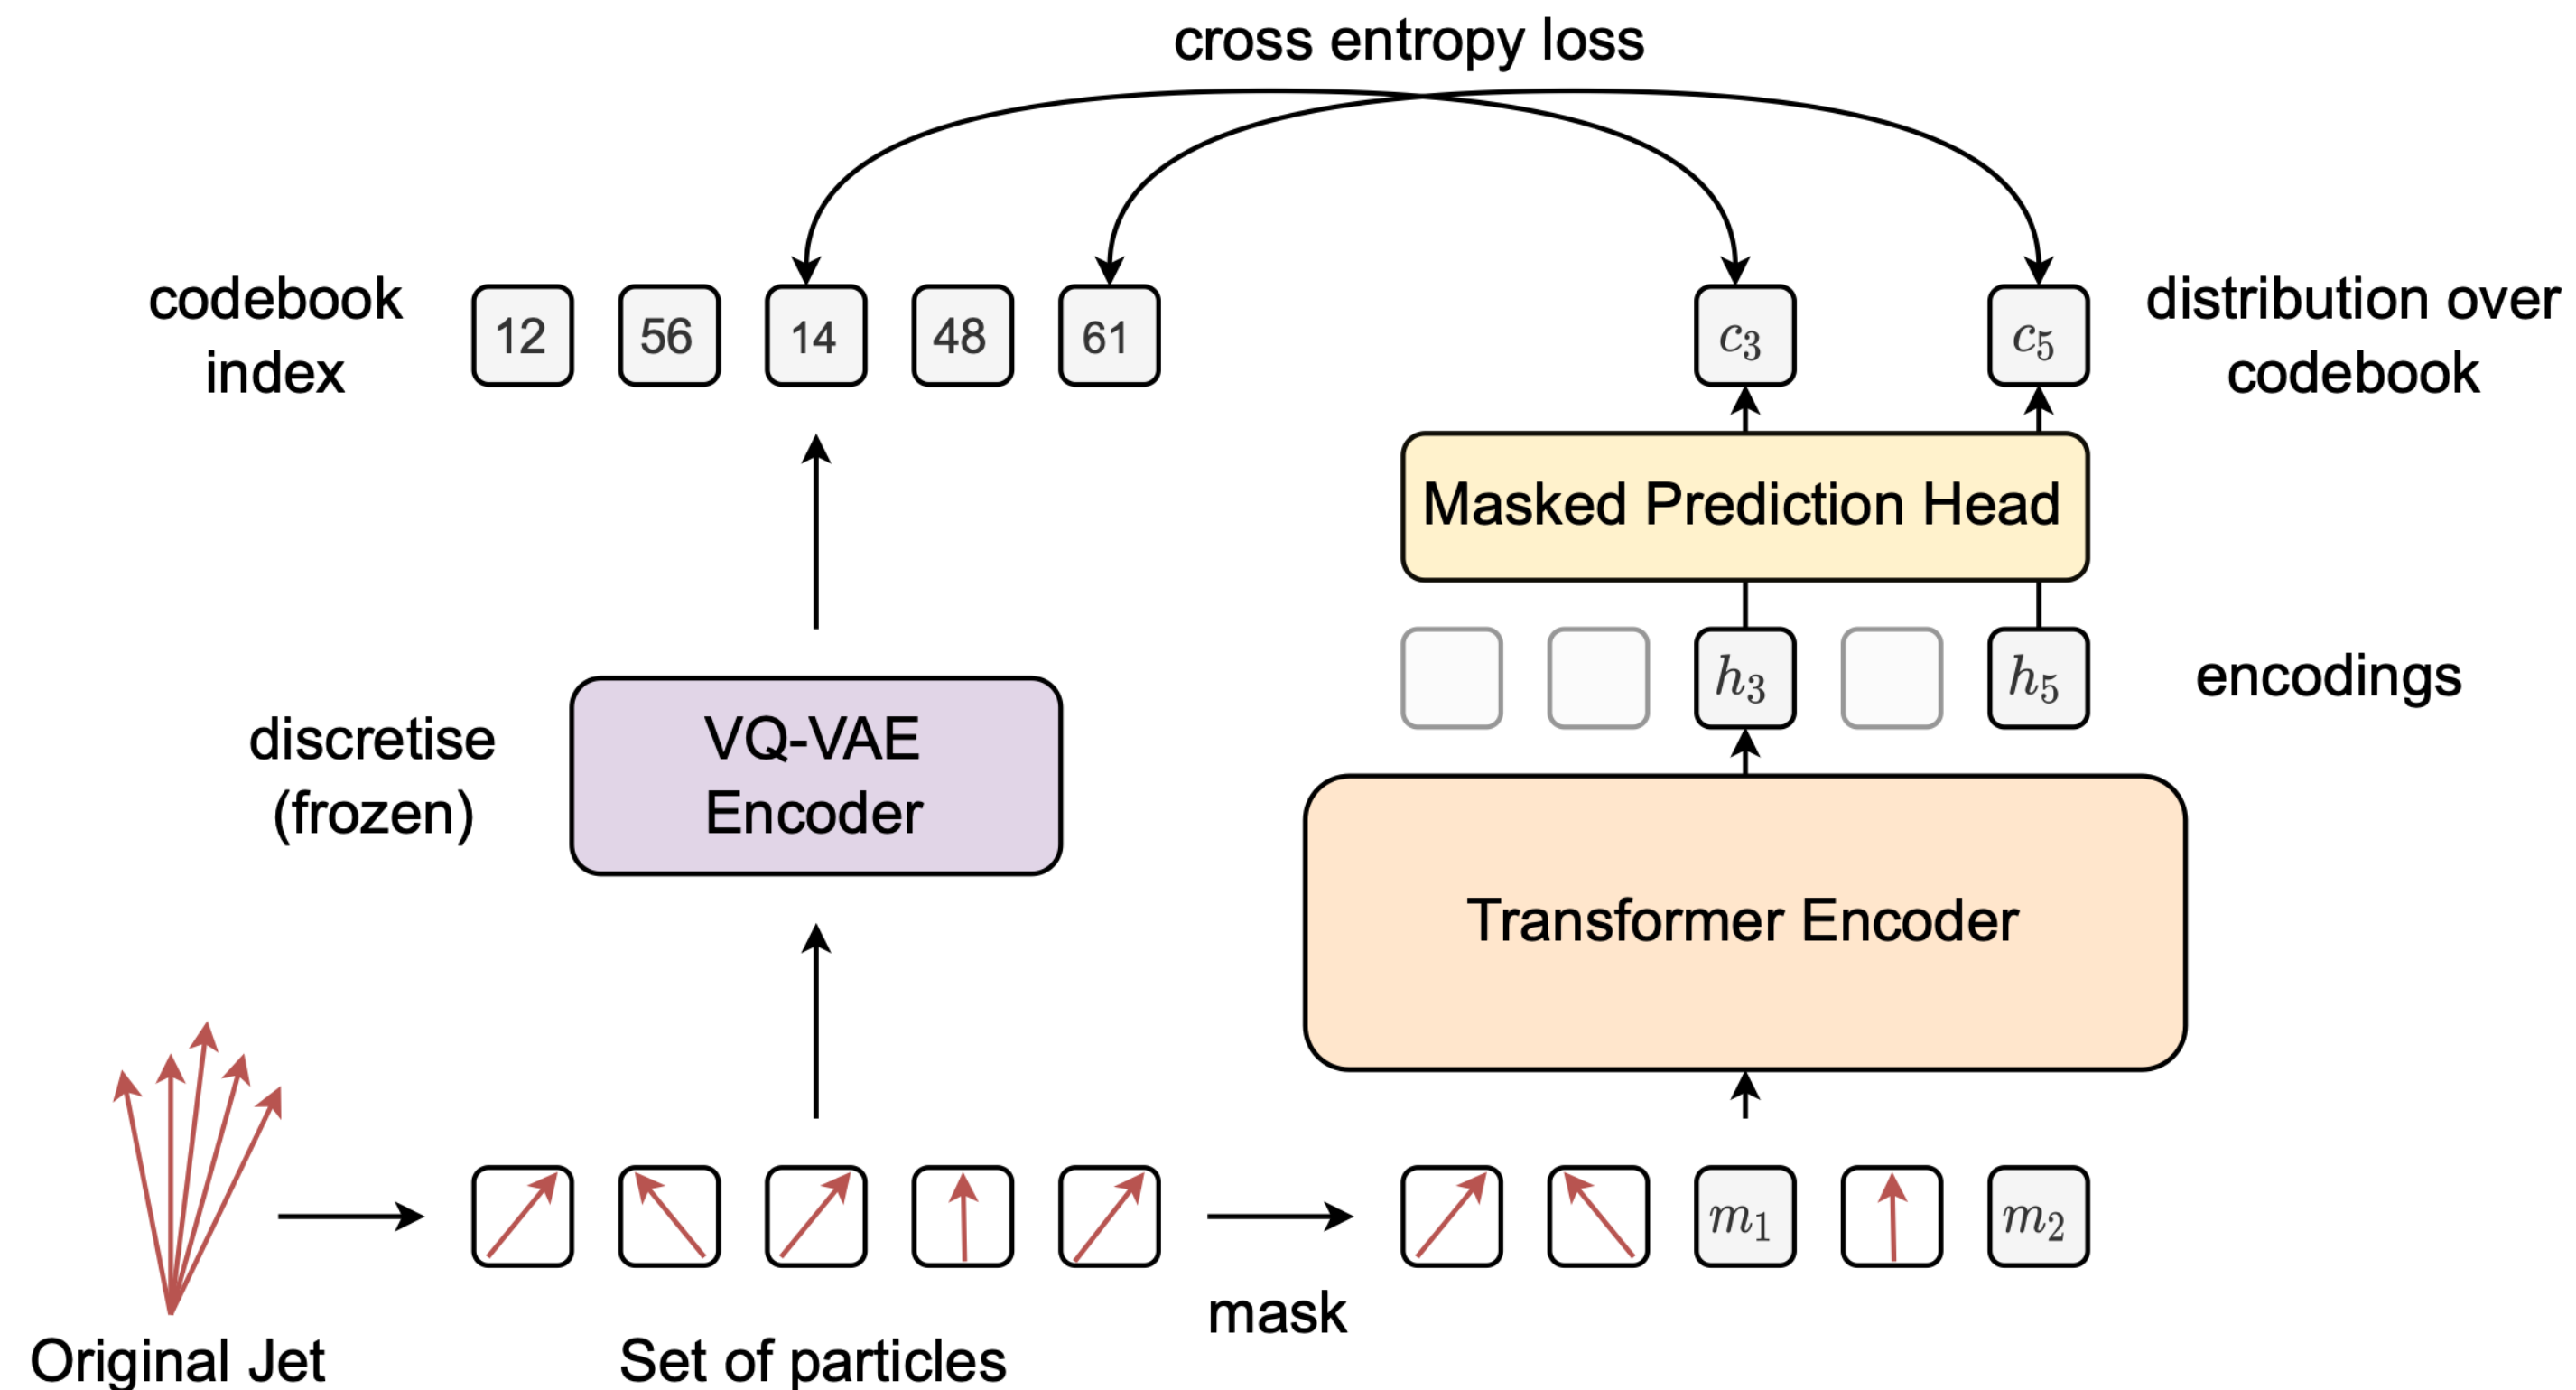 cross entropy loss
codebook
index
12
56
14
48
61
c₃
c₅
distribution over
codebook
Masked Prediction Head
h₃
h₅
encodings
discretise
(frozen)
VQ-VAE
Encoder
Transformer Encoder
m₁
m₂
mask
Original Jet
Set of particles